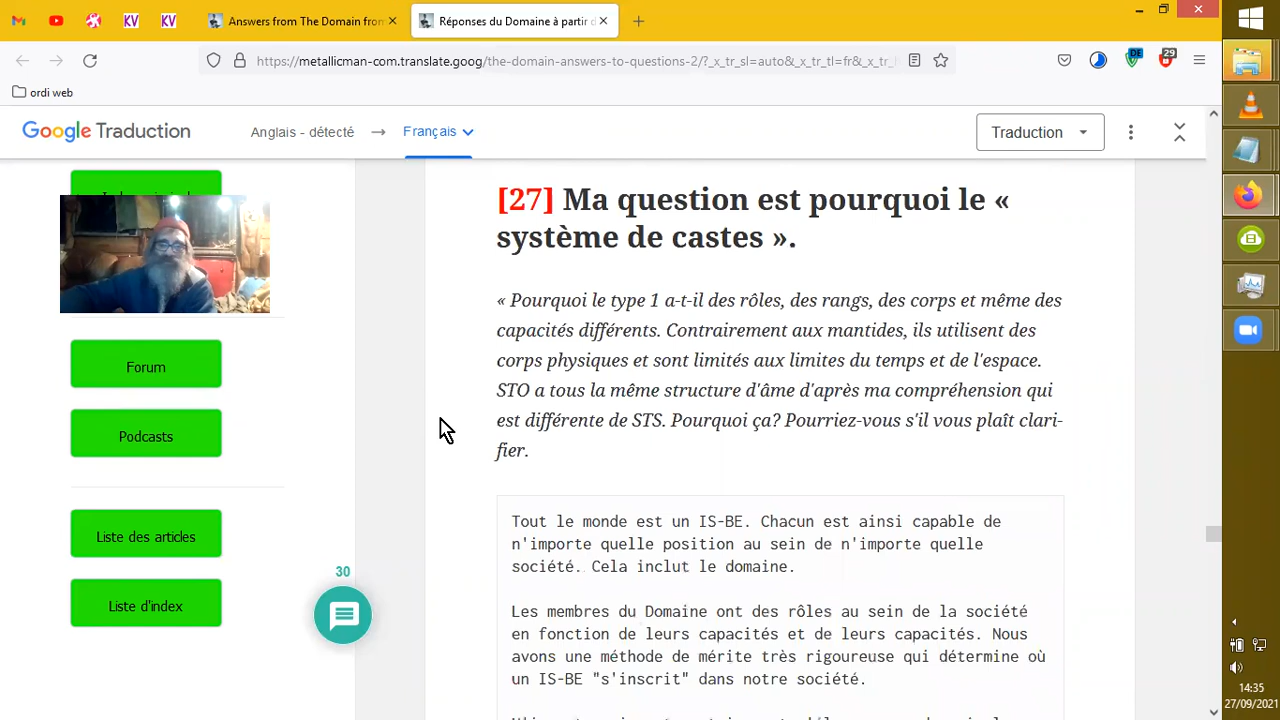 Answers from The Domain from
Réponses du Domaine à partir d
https://metallicman-com.translate.goog/the-domain-answers-to-questions-2/?_x_tr_sl=auto&_x_tr_tl=fr&_x_tr_
DE
29
ordi web
Google Traduction
Anglais - détecté
Français
Traduction
[27] Ma question est pourquoi le «
système de castes ».
« Pourquoi le type 1 a-t-il des rôles, des rangs, des corps et même des
capacités différents. Contrairement aux mantides, ils utilisent des
corps physiques et sont limités aux limites du temps et de l'espace.
STO a tous la même structure d'âme d'après ma compréhension qui
est différente de STS. Pourquoi ça? Pourriez-vous s'il vous plaît clari-
fier.
Forum
Podcasts
Liste des articles
Liste d'index
30
Tout le monde est un IS-BE. Chacun est ainsi capable de
n'importe quelle position au sein de n'importe quelle
société. Cela inclut le domaine.
Les membres du Domaine ont des rôles au sein de la société
en fonction de leurs capacités et de leurs capacités. Nous
avons une méthode de mérite très rigoureuse qui détermine où
un IS-BE "s'inscrit" dans notre société.
KV
KV
14:35
27/09/2021